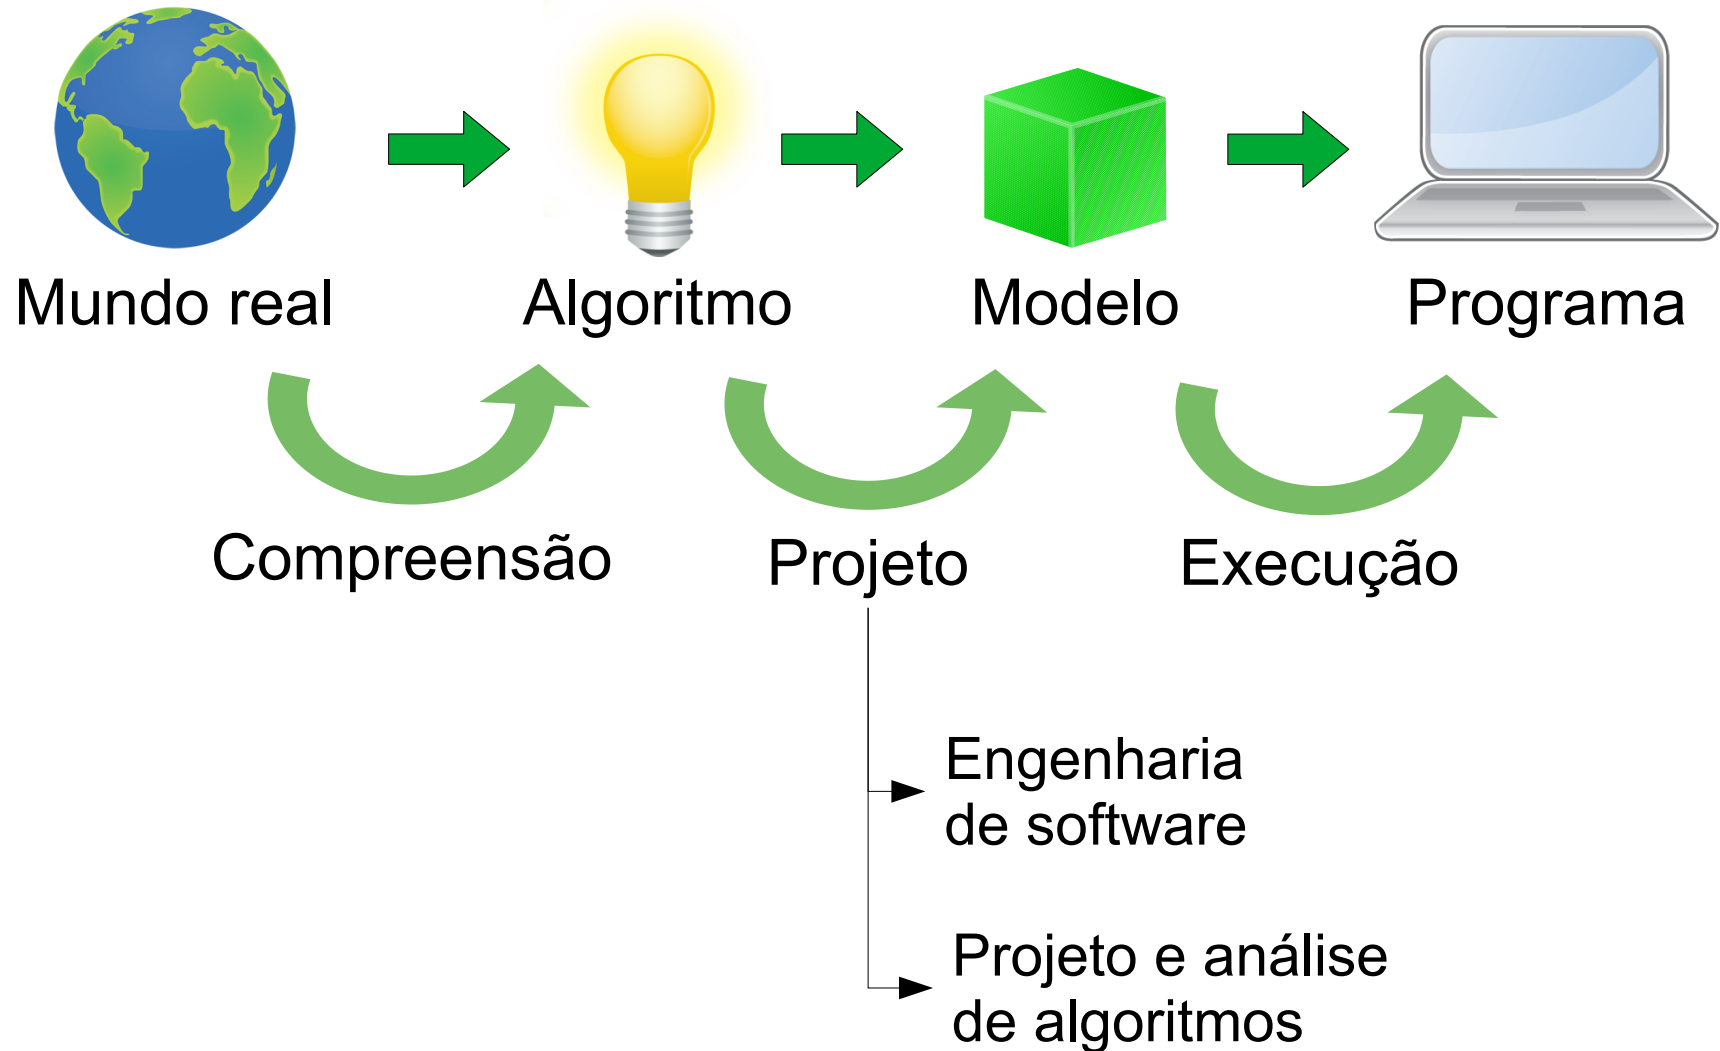 Mundo real
Algoritmo
Modelo
Programa
Compreensão
Projeto
Execução
Engenharia
de software
Projeto e análise
de algoritmos